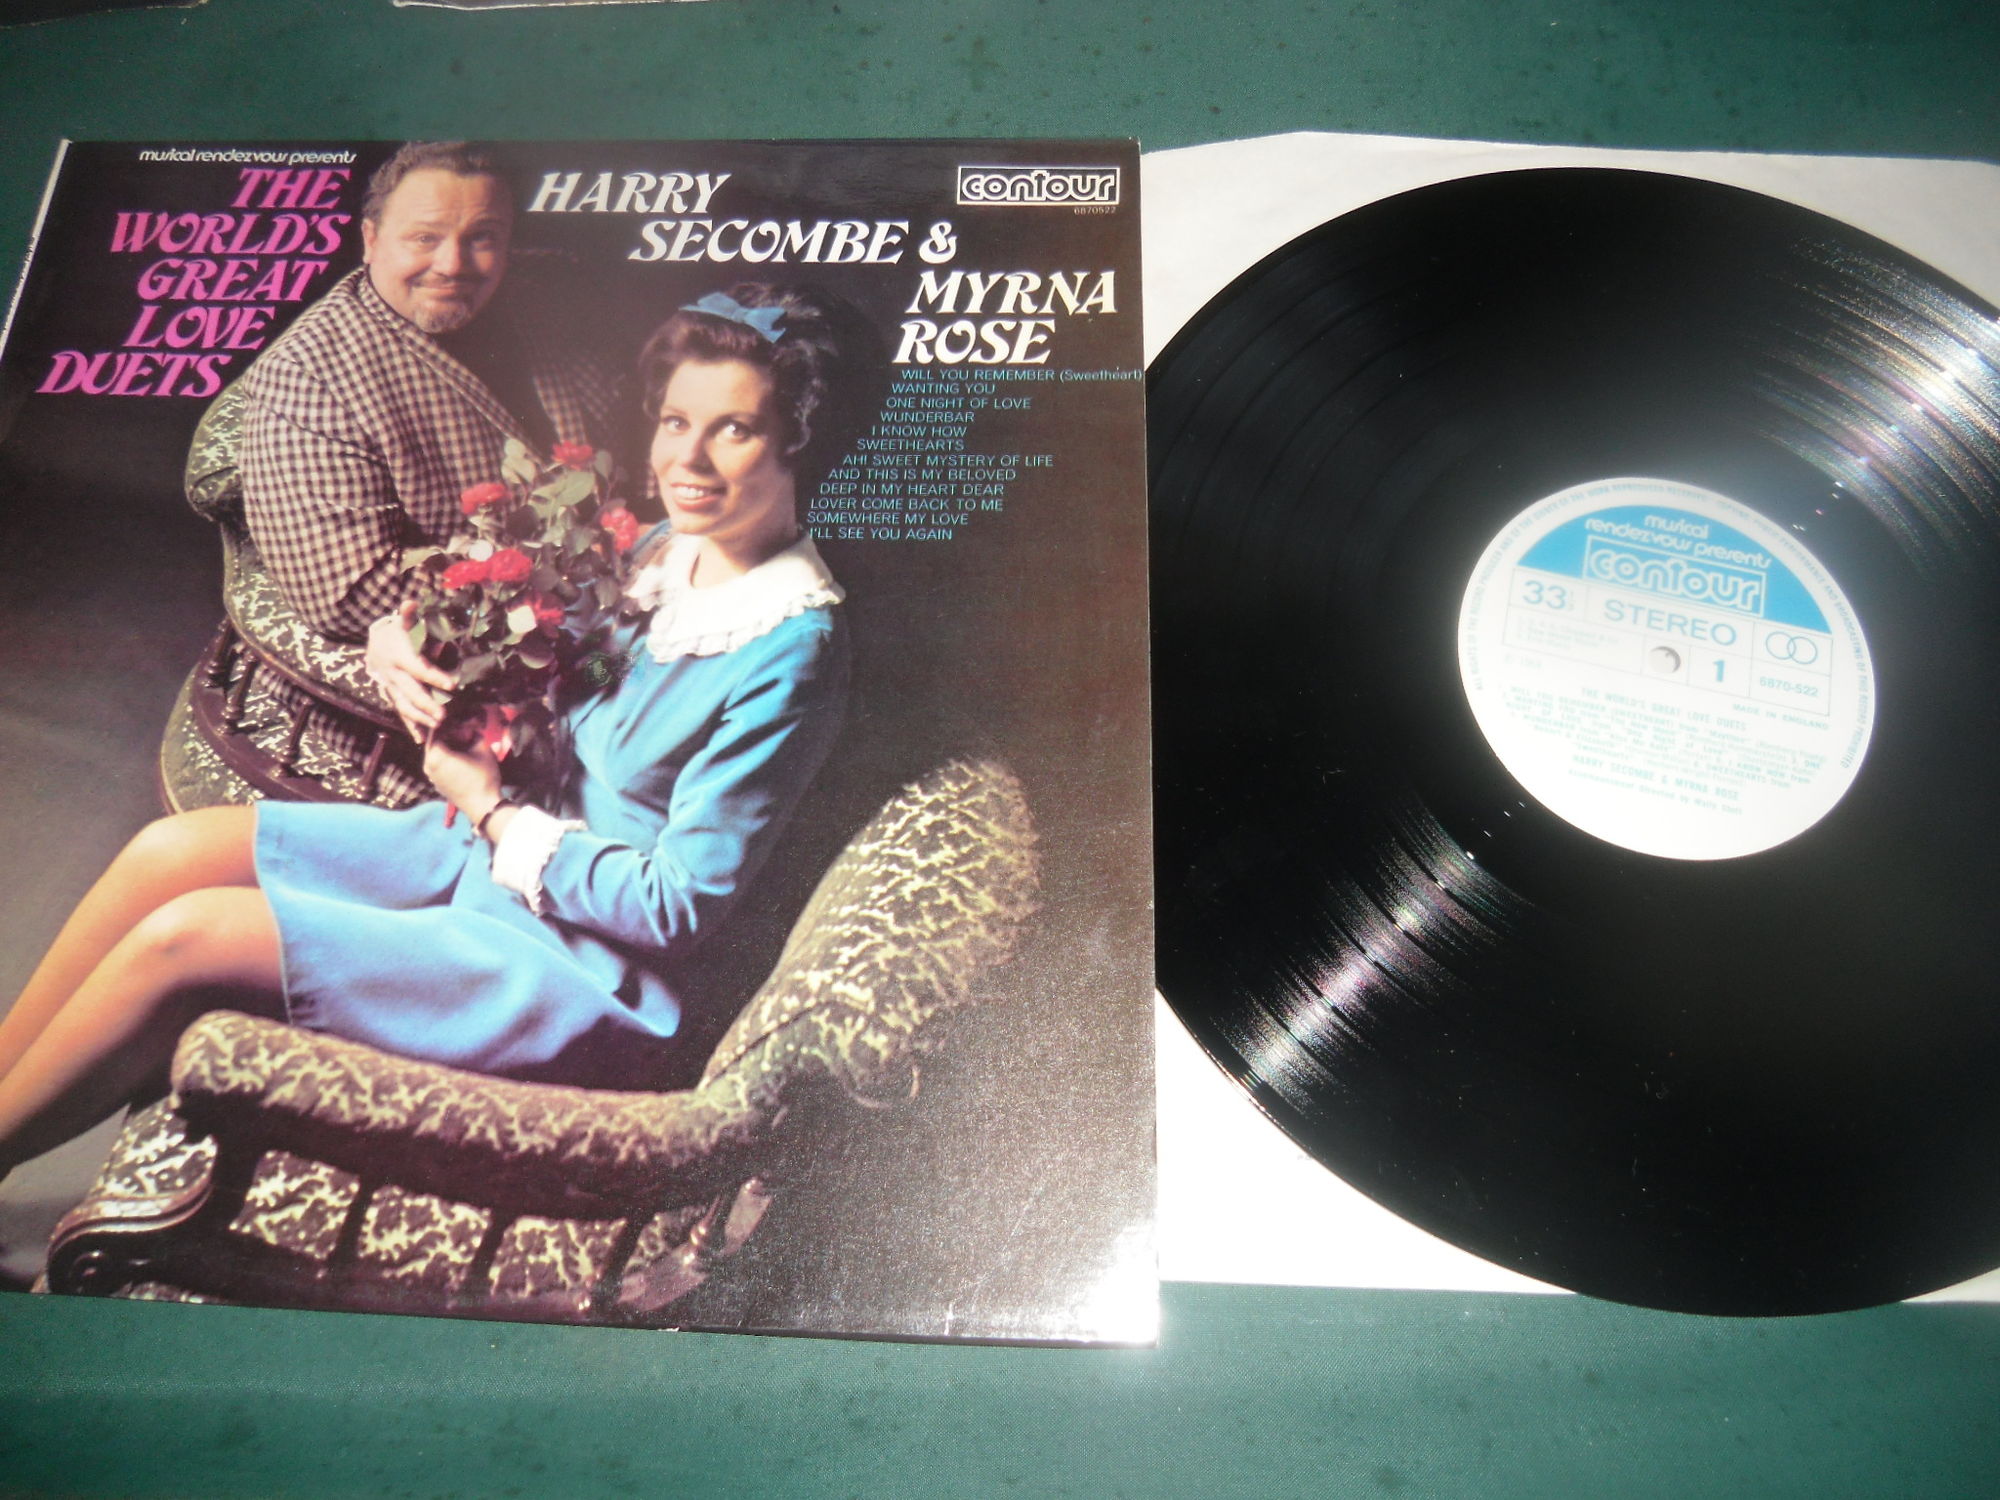 musical rendezvous presents
THE
WORLD'S
GREAT
LOVE
DUETS
HARRY
SECOMBE &
MYRNA
ROSE
contour
6870522
WILL YOU REMEMBER (Sweetheart)
WANTING YOU
ONE NIGHT OF LOVE
WUNDERBAR
I KNOW HOW
SWEETHEARTS
AH! SWEET MYSTERY OF LIFE
AND THIS IS MY BELOVED
DEEP IN MY HEART DEAR
LOVER COME BACK TO ME
SOMEWHERE MY LOVE
I'LL SEE YOU AGAIN
musical
rendezvous presents
contour
33⅓
STEREO
1
6870-522
MADE IN ENGLAND
THE WORLD'S GREAT LOVE DUETS
HARRY SECOMBE & MYRNA ROSE